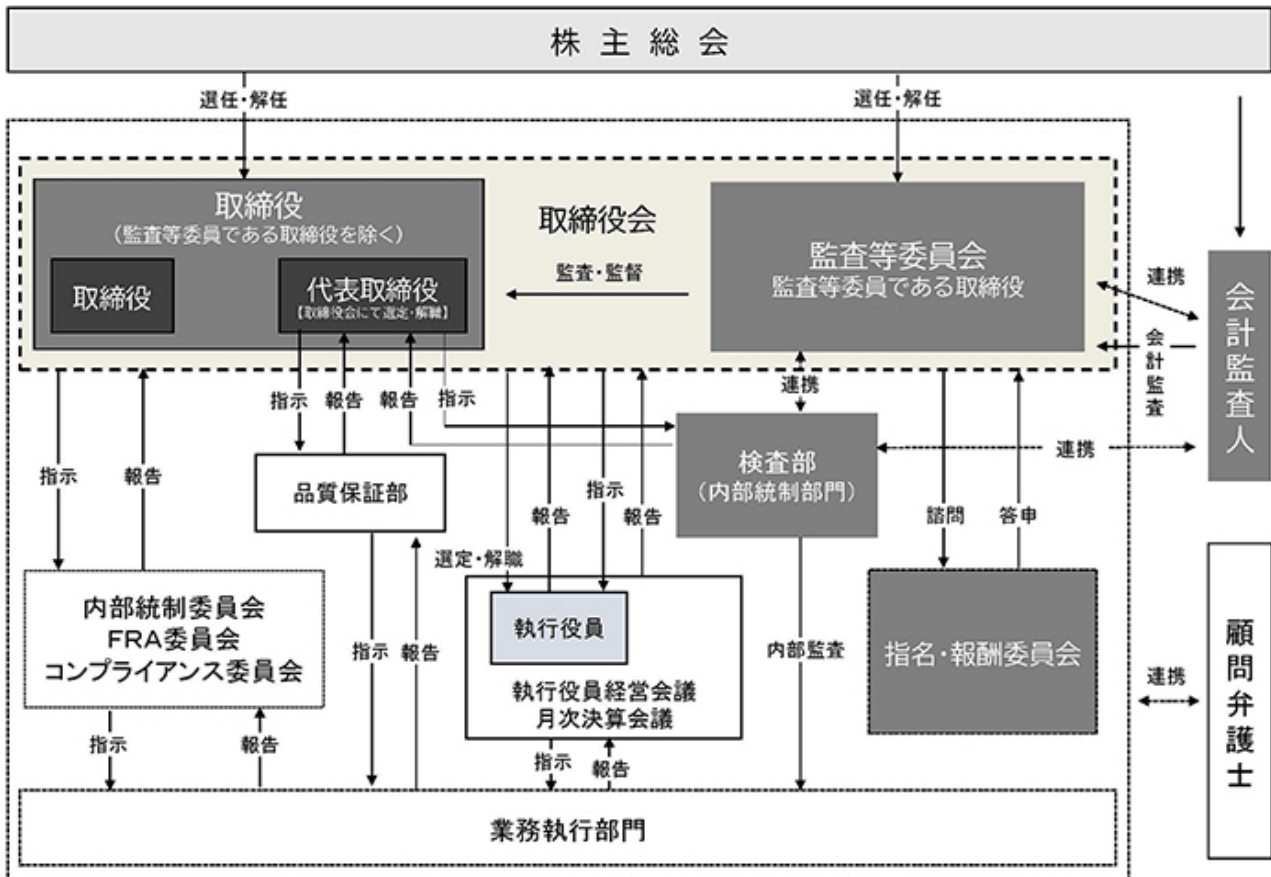 株主総会
選任・解任
選任・解任
取締役
（監査等委員である取締役を除く）
取締役
代表取締役
【取締役会にて選定・解職】
取締役会
監査・監督
監査等委員会
監査等委員である取締役
連携
会計監査
会計監査人
指示
報告
指示
報告
報告
指示
選定・解職
報告
指示
報告
連携
検査部
（内部統制部門）
連携
諮問
答申
品質保証部
内部統制委員会
FRA委員会
コンプライアンス委員会
指示
報告
執行役員
執行役員経営会議
月次決算会議
内部監査
指名・報酬委員会
連携
顧問弁護士
指示
報告
指示
報告
業務執行部門